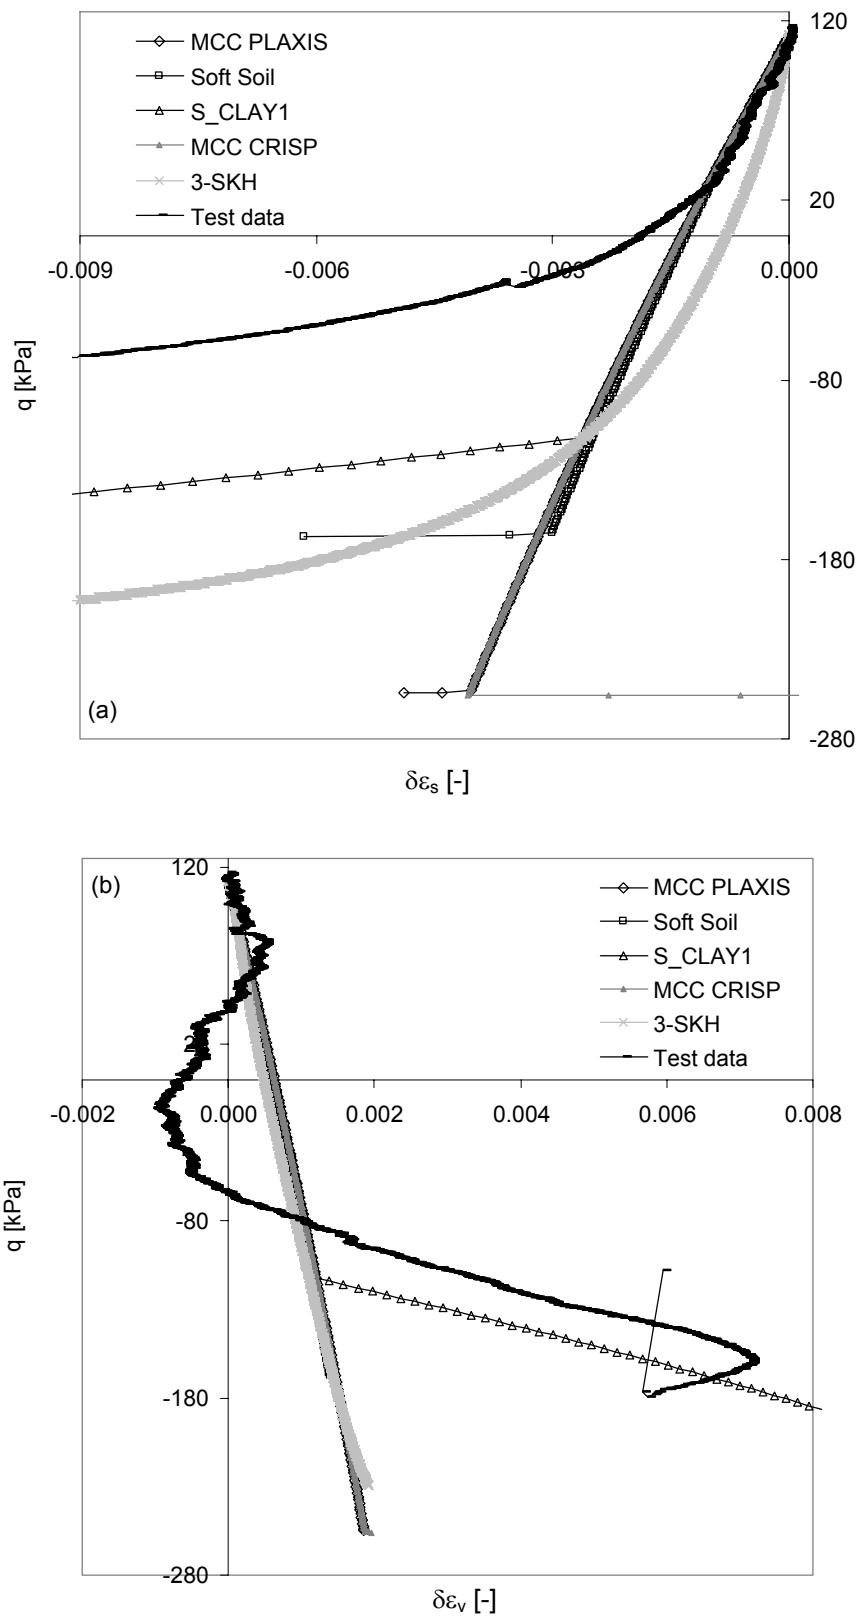 MCC PLAXIS
Soft Soil
S_CLAY1
MCC CRISP
3-SKH
Test data
120
20
-0.009
-0.006
-0.003
0.000
-80
-180
-280
q [kPa]
(a)
δεs [-]
(b)
120
MCC PLAXIS
Soft Soil
S_CLAY1
MCC CRISP
3-SKH
Test data
20
-0.002
0.000
0.002
0.004
0.006
0.008
-80
-180
-280
q [kPa]
δεv [-]